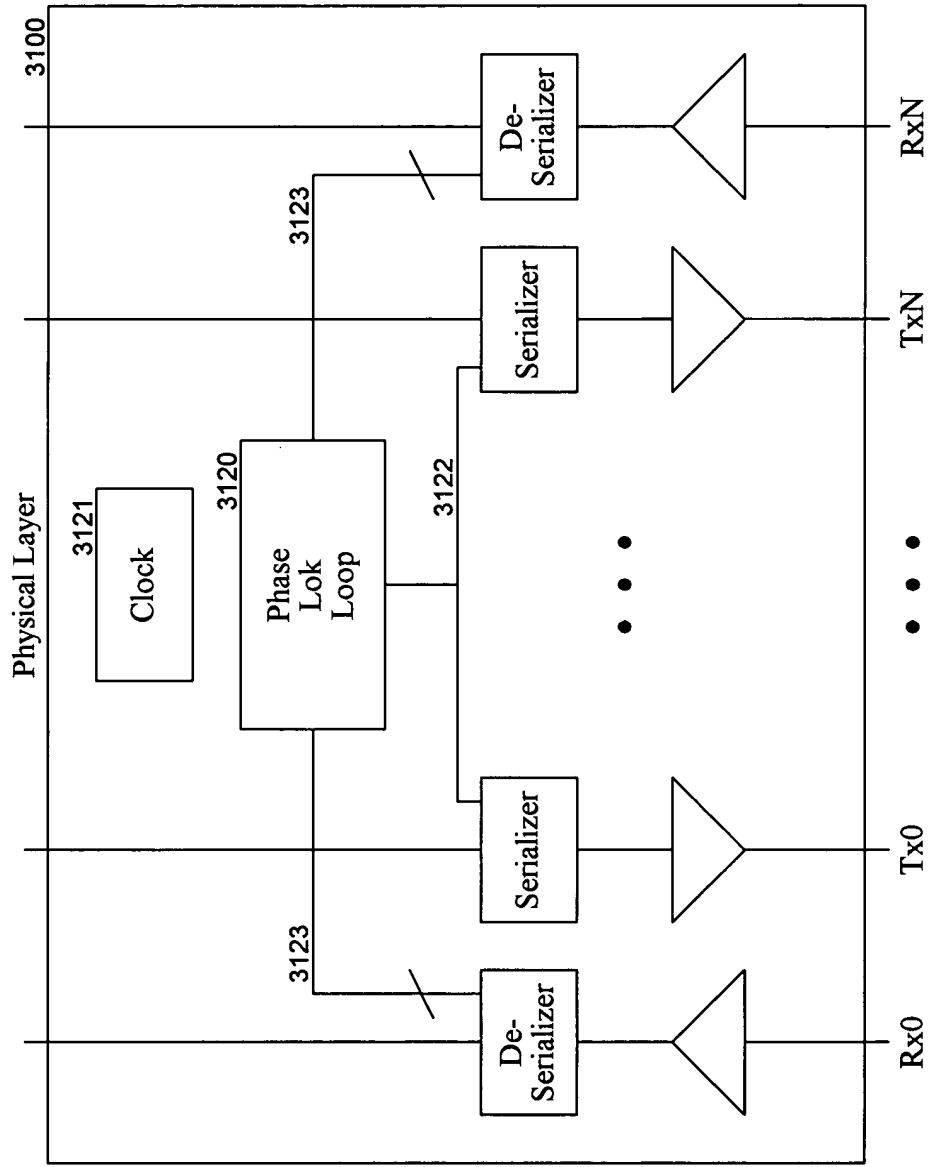 Physical Layer
3100
3121
Clock
3120
Phase
Lok
Loop
3123
3123
3122
De-
Serializer
Serializer
Serializer
De-
Serializer
Rx0
Tx0
TxN
RxN